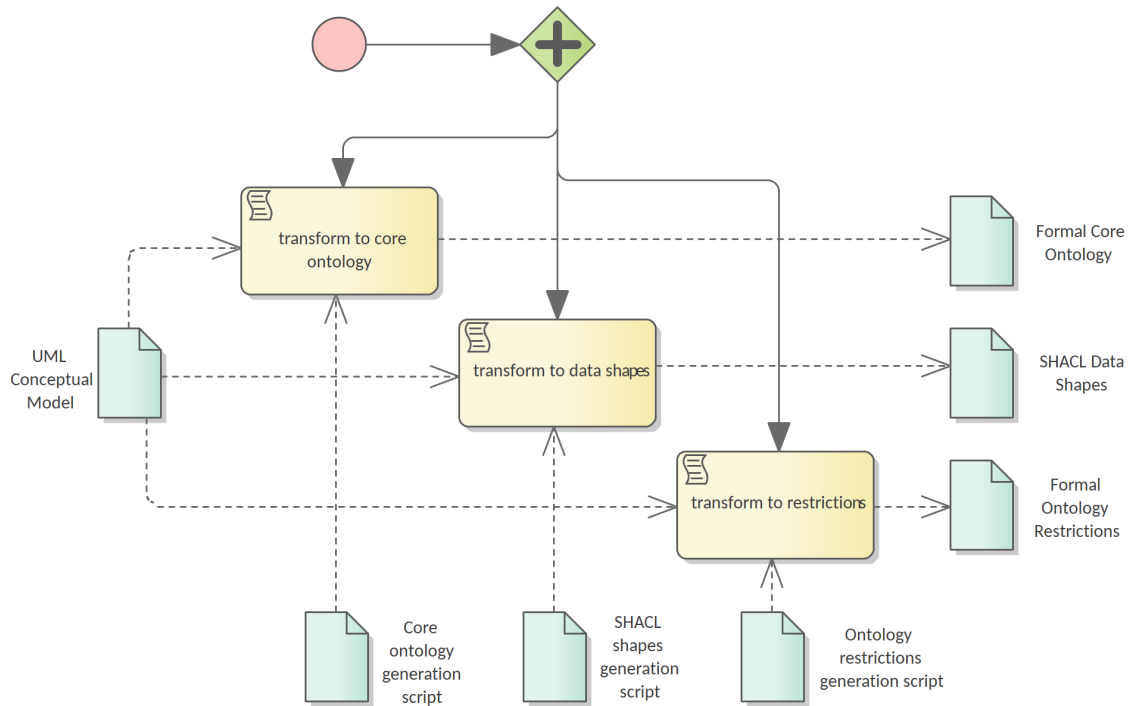 transform to core
ontology
Formal Core
Ontology
UML
Conceptual
Model
transform to data shapes
SHACL Data
Shapes
transform to restrictions
Formal
Ontology
Restrictions
Core
ontology
generation
script
SHACL
shapes
generation
script
Ontology
restrictions
generation script